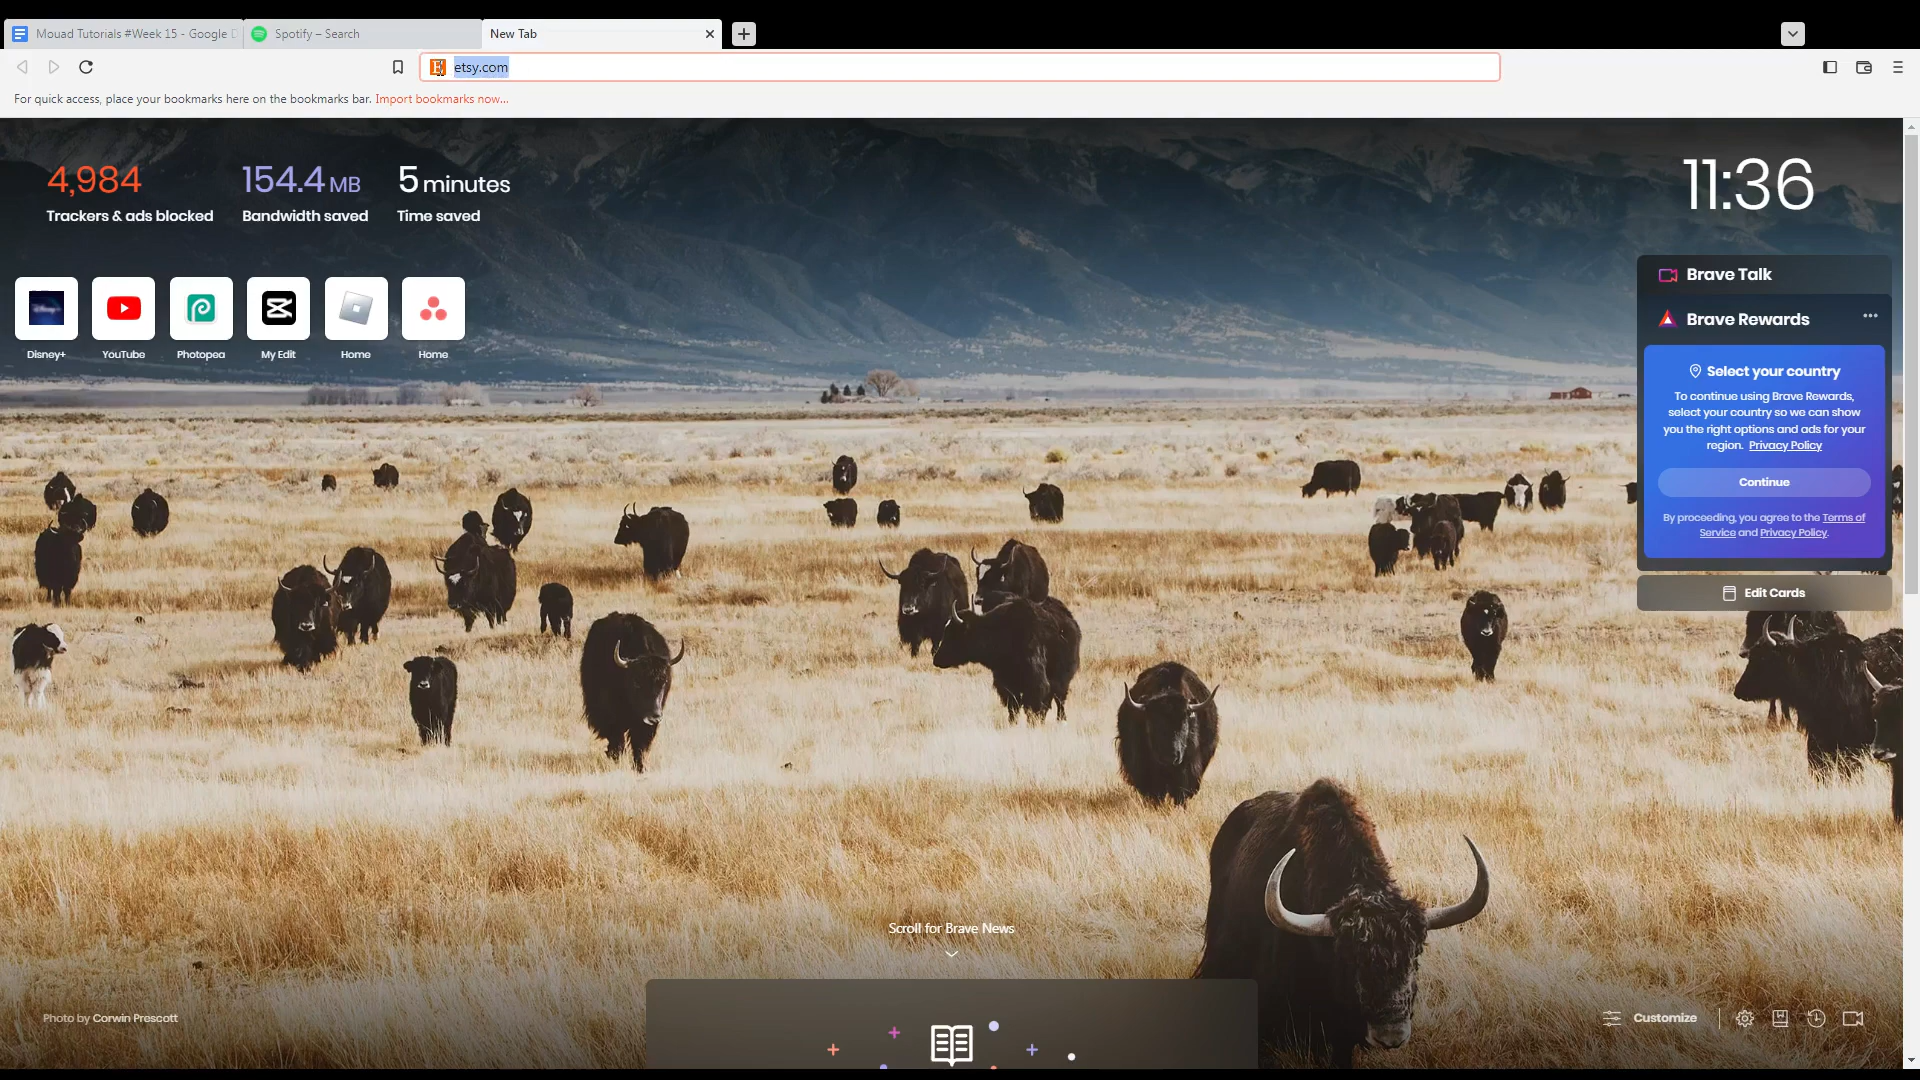 Mouad Tutorials #Week 15 - Google D
Spotify – Search
New Tab
etsy.com
For quick access, place your bookmarks here on the bookmarks bar. Import bookmarks now...
4,984
Trackers & ads blocked
154.4 MB
Bandwidth saved
5 minutes
Time saved
11:36
Disney+
YouTube
Photopea
My Edit
Home
Home
Brave Talk
Brave Rewards
Select your country
To continue using Brave Rewards,
select your country so we can show
you the right options and ads for your
region. Privacy Policy
Continue
By proceeding, you agree to the Terms of
Service and Privacy Policy.
Edit Cards
Scroll for Brave News
Photo by Corwin Prescott
Customize